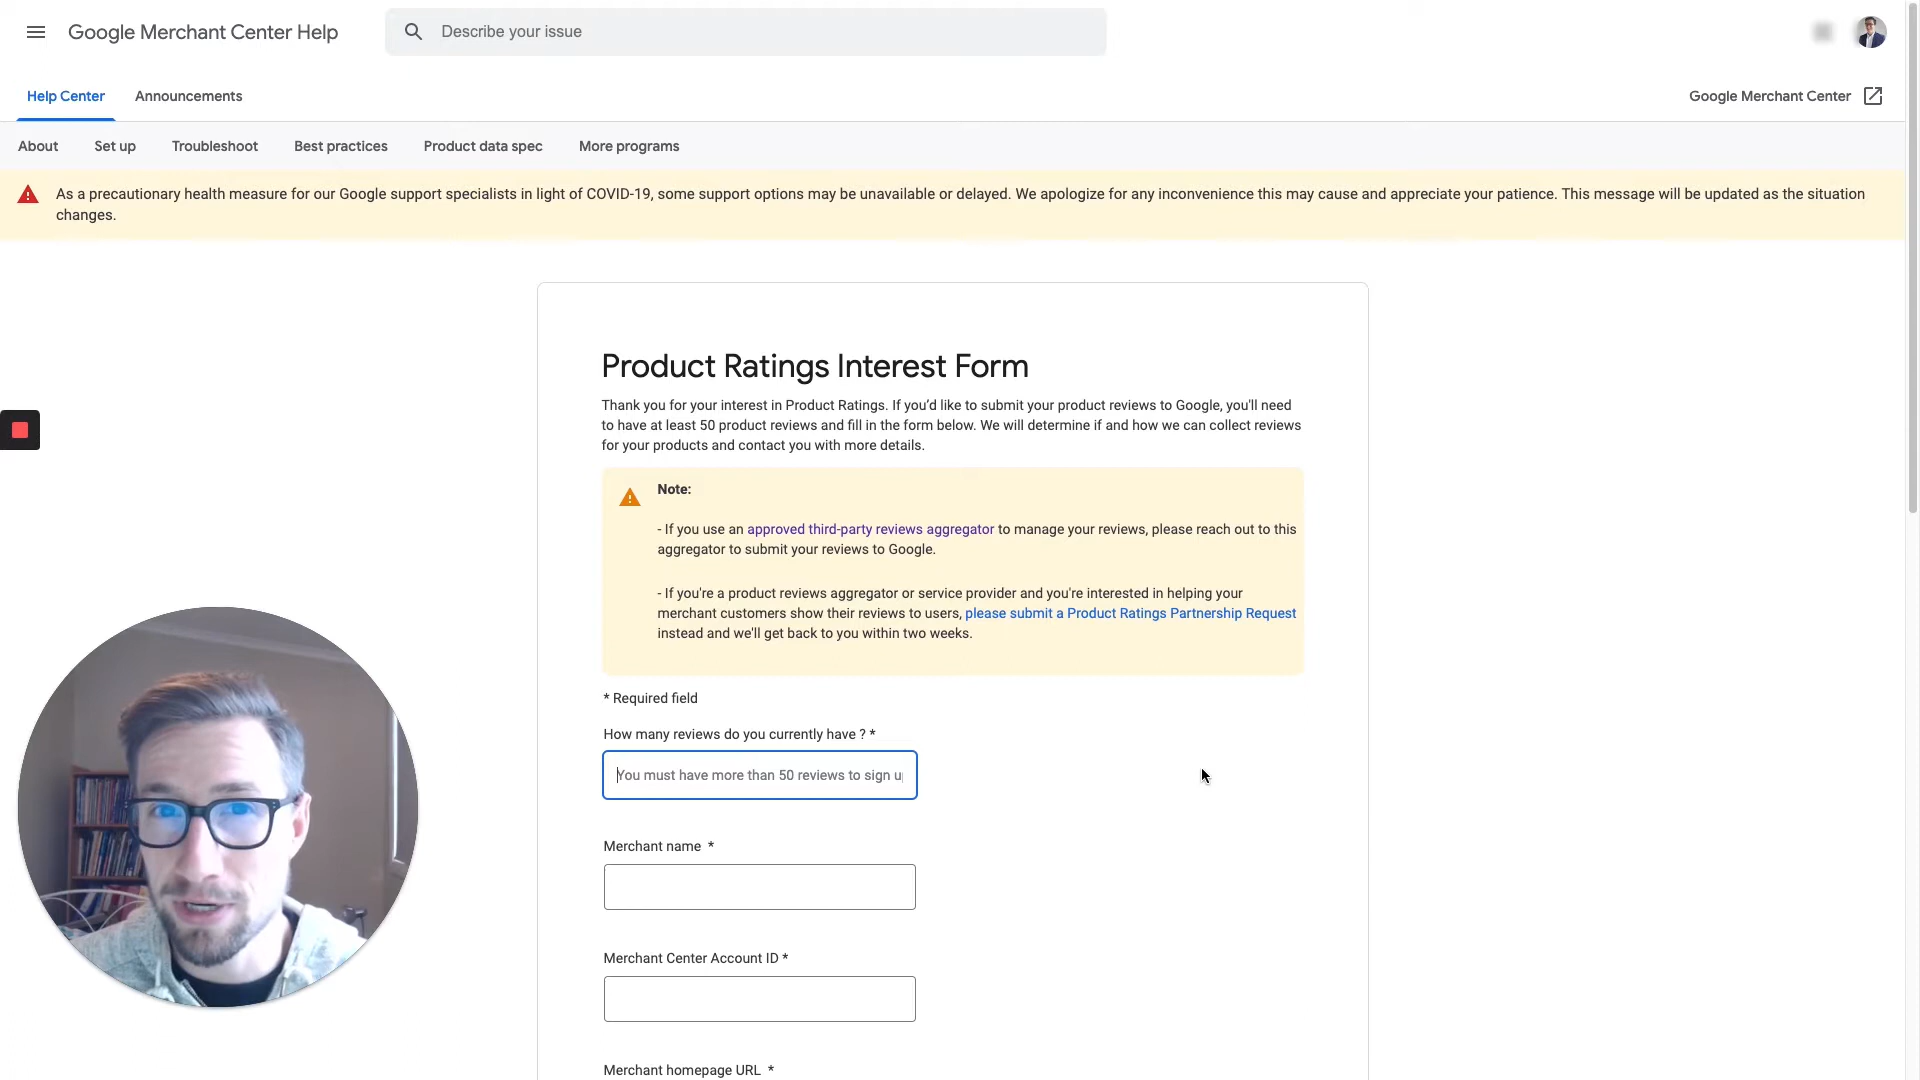 Google Merchant Center Help
Describe your issue
Help Center
Announcements
Google Merchant Center
About
Set up
Troubleshoot
Best practices
Product data spec
More programs
As a precautionary health measure for our Google support specialists in light of COVID-19, some support options may be unavailable or delayed. We apologize for any inconvenience this may cause and appreciate your patience. This message will be updated as the situation
changes.
Product Ratings Interest Form
Thank you for your interest in Product Ratings. If you’d like to submit your product reviews to Google, you'll need
to have at least 50 product reviews and fill in the form below. We will determine if and how we can collect reviews
for your products and contact you with more details.
Note:
- If you use an approved third-party reviews aggregator to manage your reviews, please reach out to this
aggregator to submit your reviews to Google.
- If you're a product reviews aggregator or service provider and you're interested in helping your
merchant customers show their reviews to users, please submit a Product Ratings Partnership Request
instead and we'll get back to you within two weeks.
* Required field
How many reviews do you currently have ? *
You must have more than 50 reviews to sign u
Merchant name *
Merchant Center Account ID *
Merchant homepage URL *